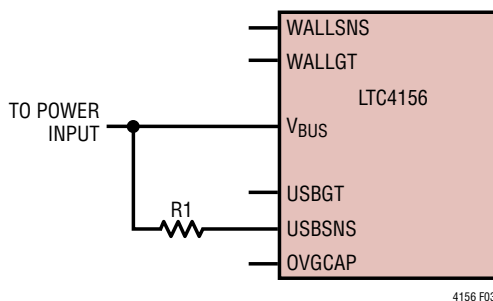 WALLSNS
WALLGT
LTC4156
TO POWER
INPUT
VBUS
USBGT
R1
USBSNS
OVGCAP
4156 F03